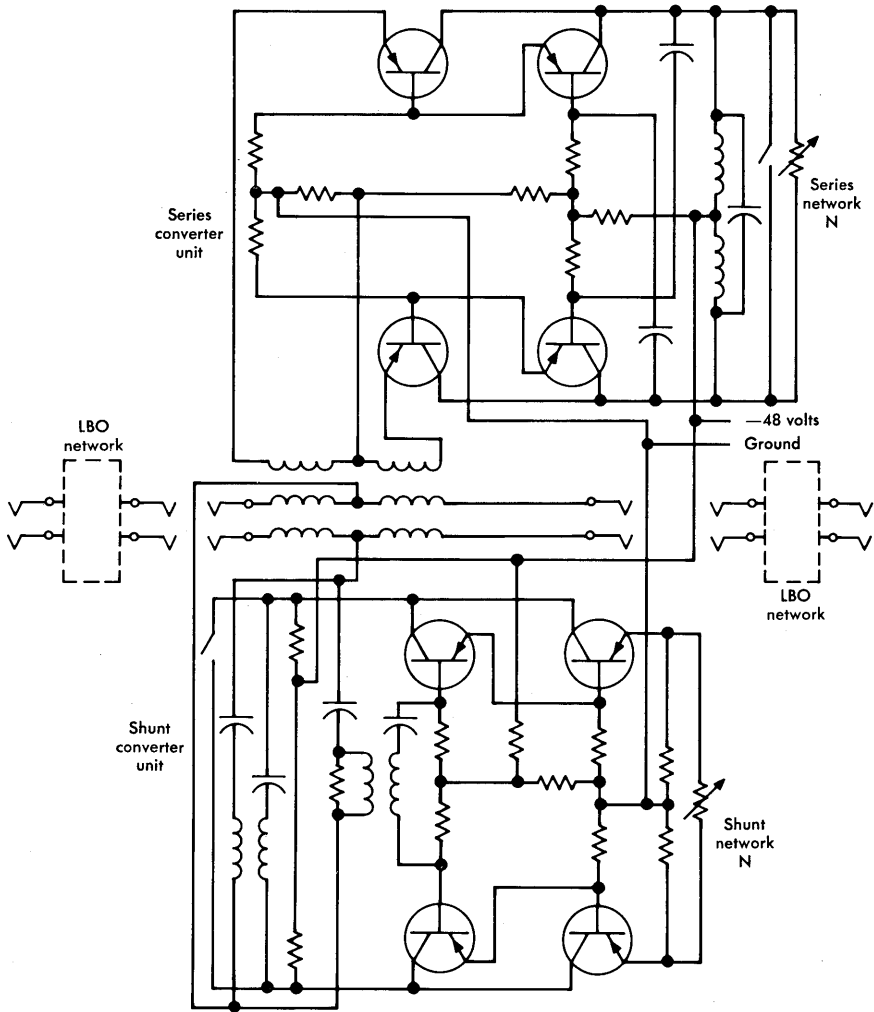 Series
network
N
Series
converter
unit
LBO
network
—48 volts
Ground
LBO
network
Shunt
converter
unit
Shunt
network
N